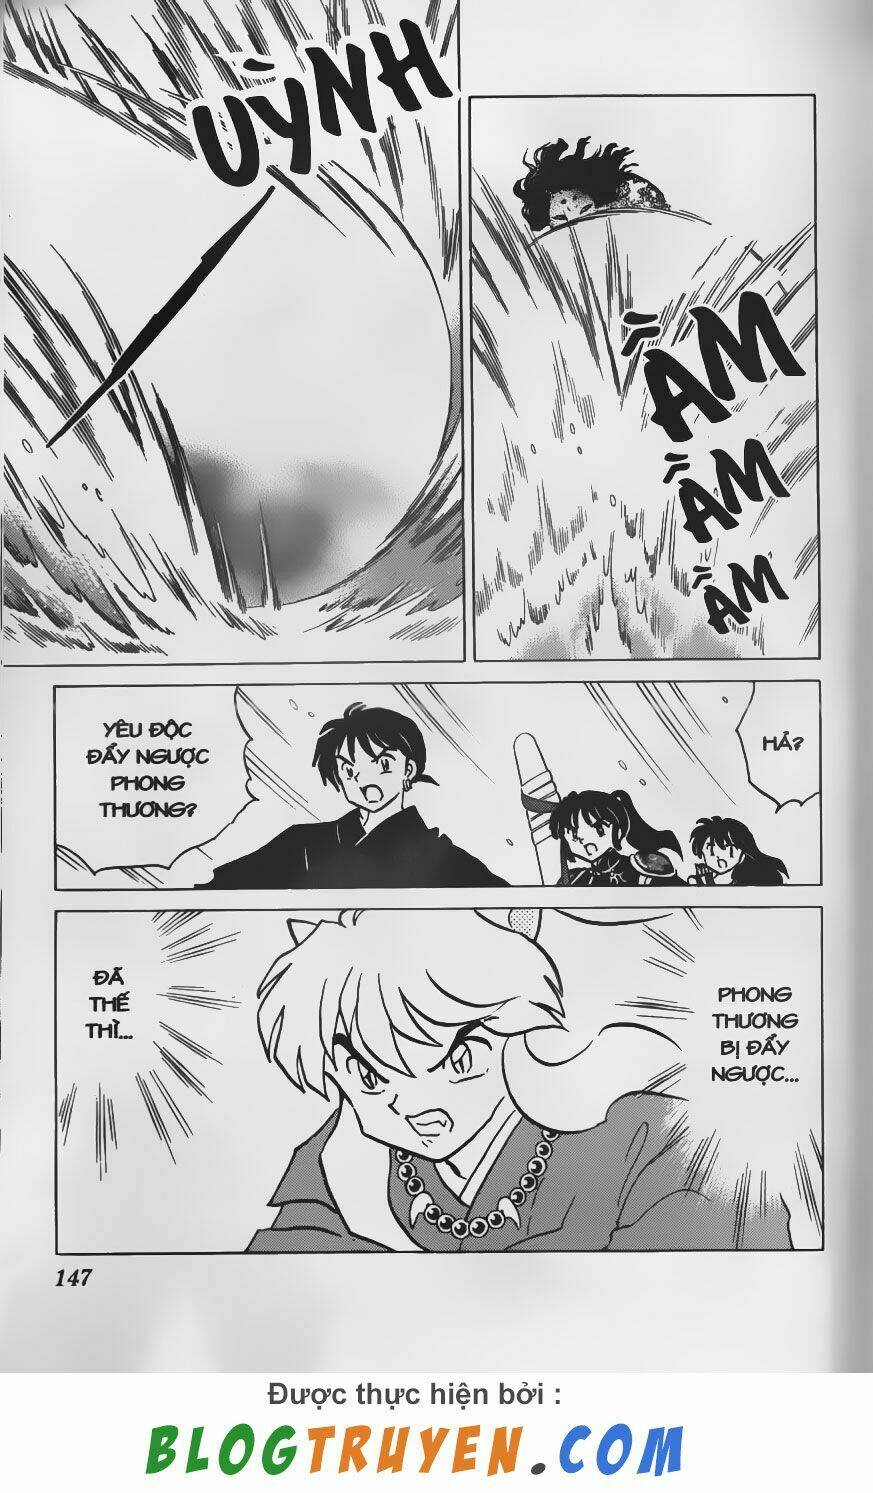 ẦM
ẦM
ẦM
UỲNH
HẢ?
YÊU ĐỘC
ĐẨY NGƯỢC
PHONG
THƯƠNG?
PHONG
THƯƠNG
BỊ ĐẨY
NGƯỢC...
ĐÃ
THẾ
THÌ...
147
Được thực hiện bởi :
BLOGTRUYEN.COM